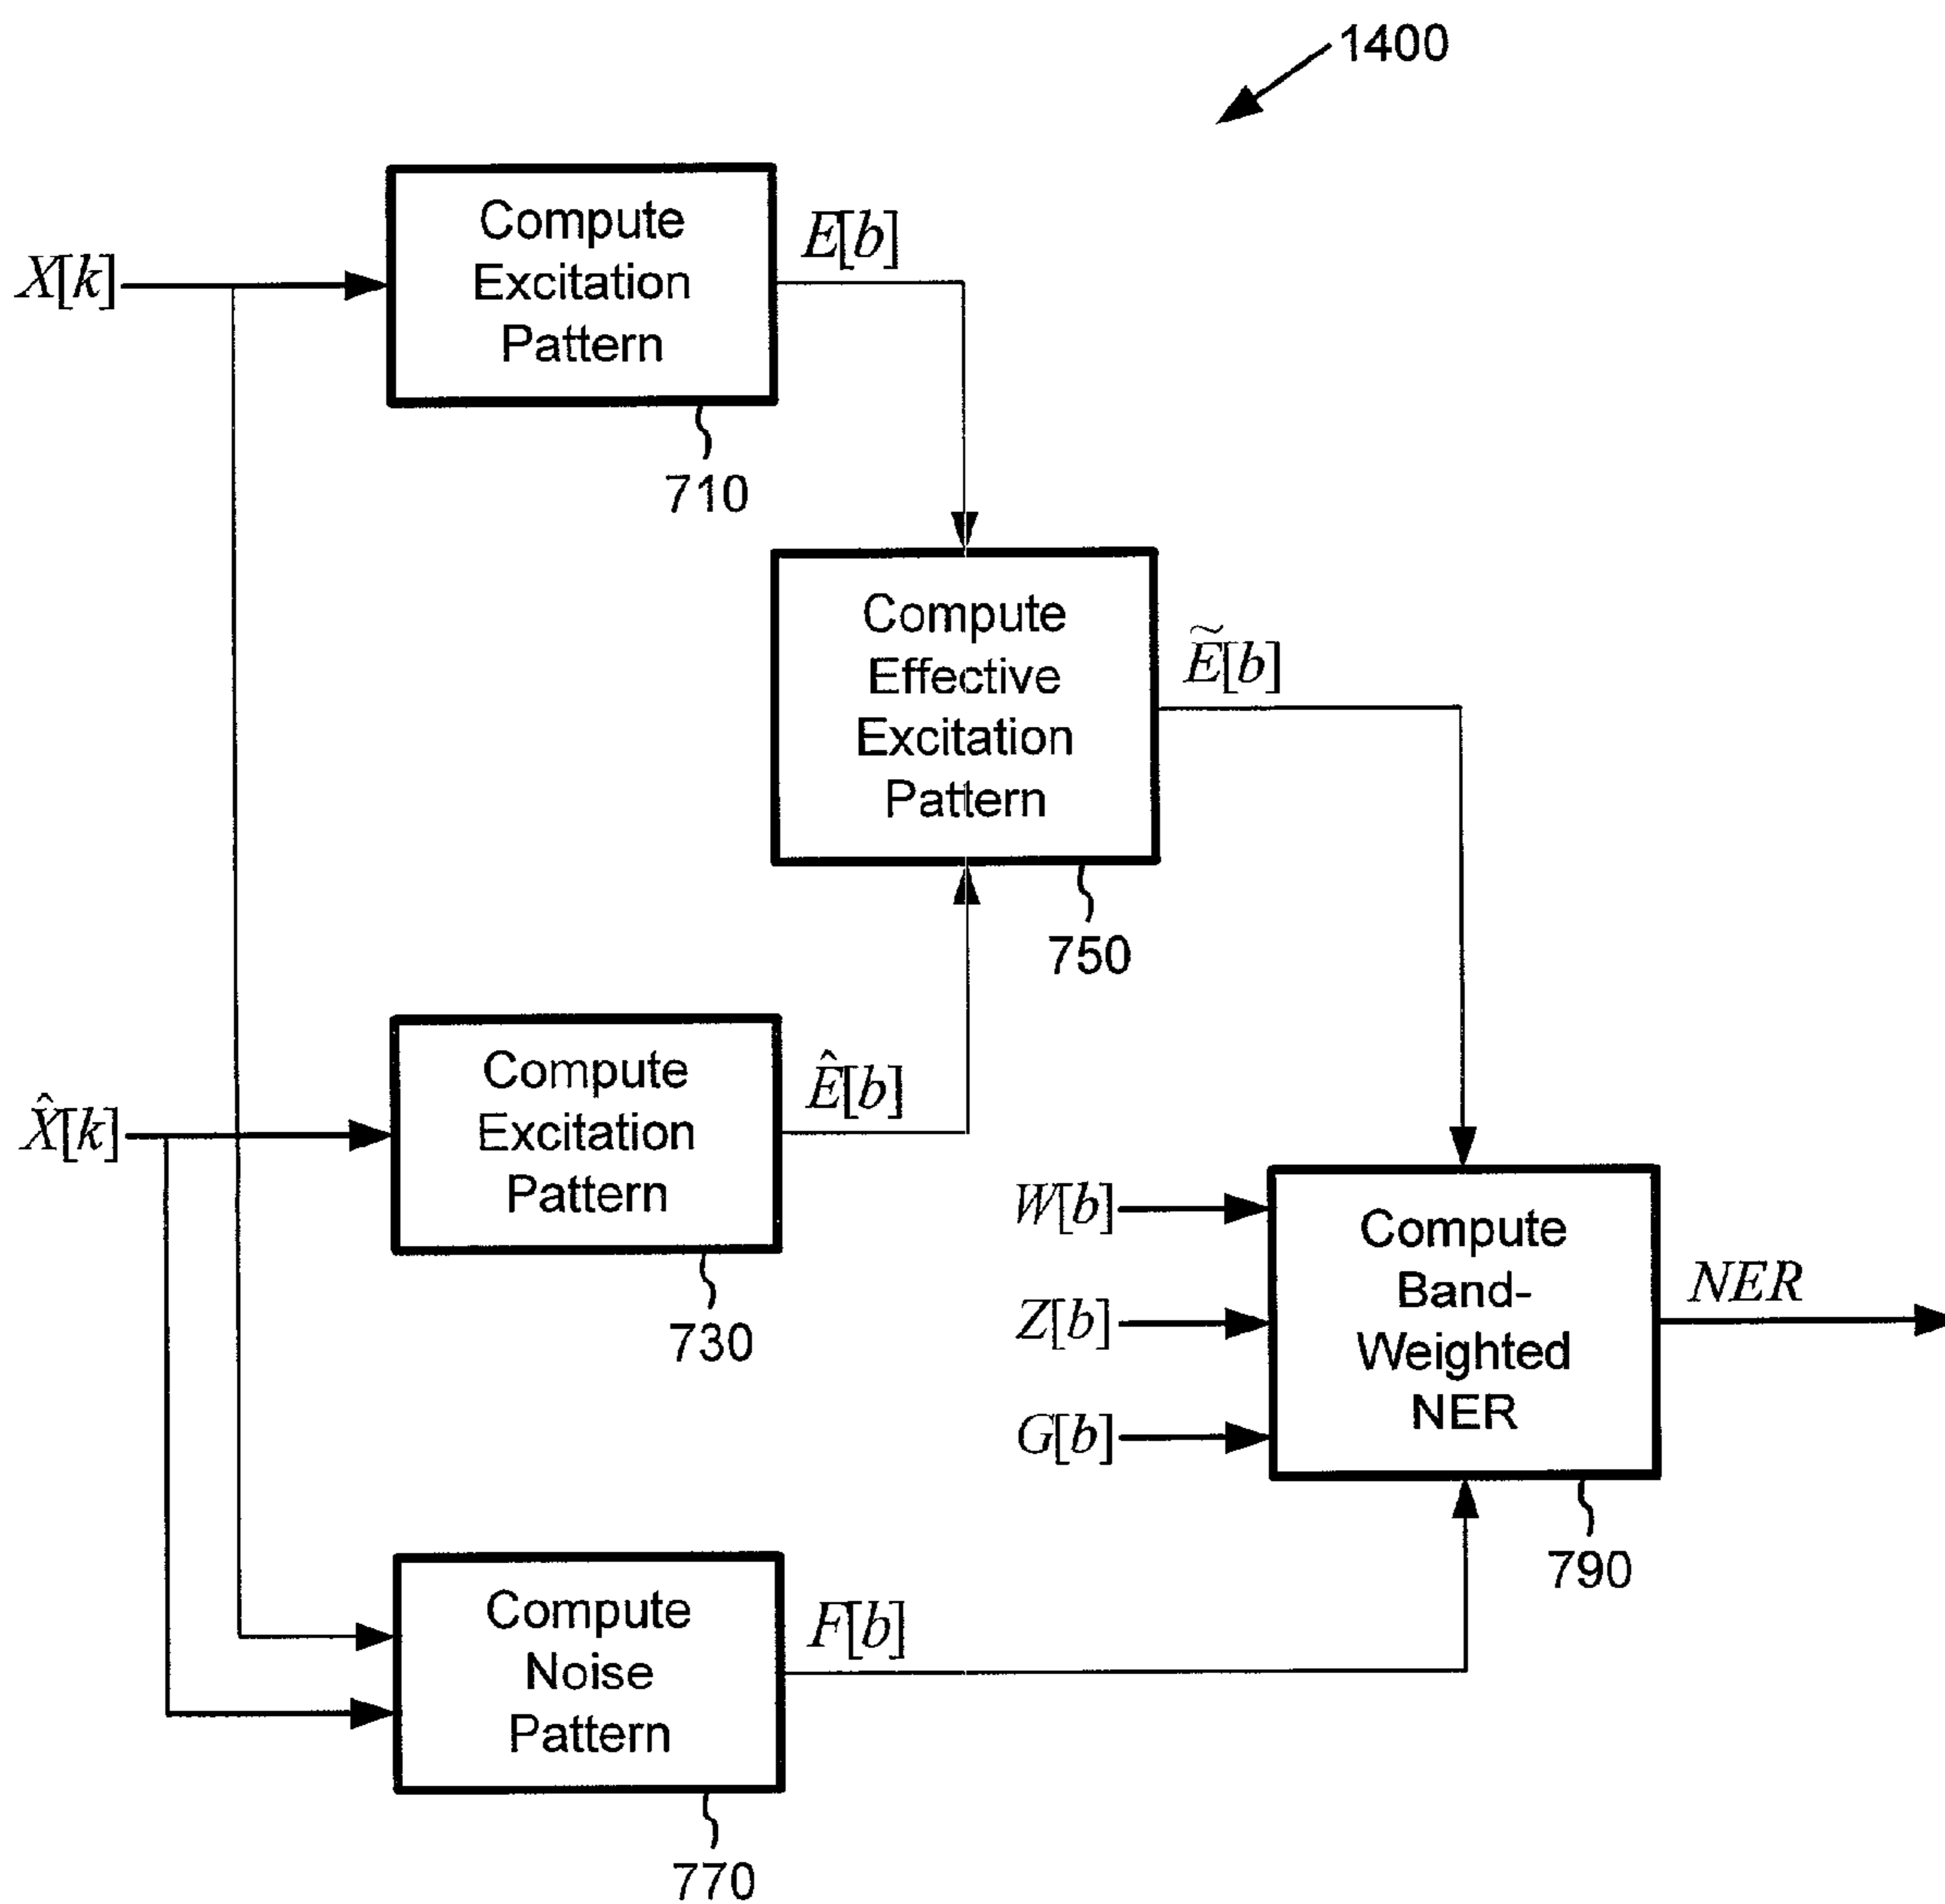 1400
Compute
Excitation
Pattern
X[k]
E[b]
710
Compute
Effective
Excitation
Pattern
Ẽ[b]
750
Compute
Excitation
Pattern
X̂[k]
Ê[b]
730
W[b]
Z[b]
G[b]
Compute
Band-
Weighted
NER
NER
790
Compute
Noise
Pattern
F[b]
770